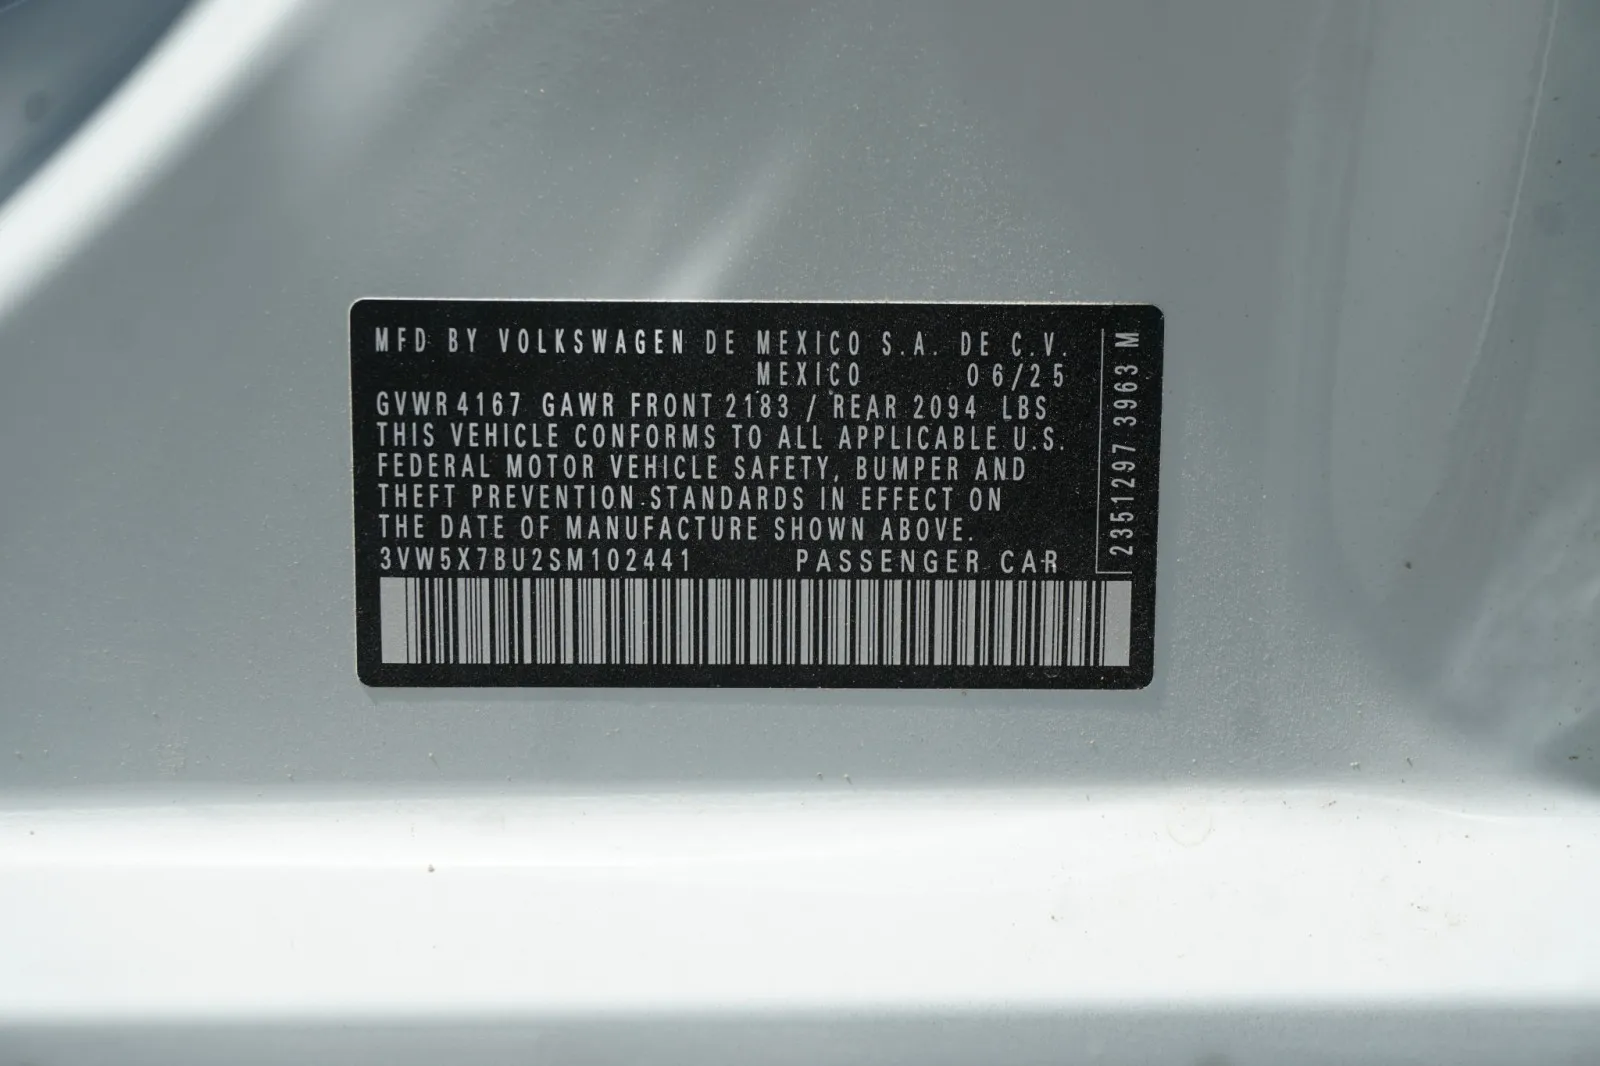 MFD BY VOLKSWAGEN DE MEXICO S.A. DE C.V.
MEXICO 06/25
GVWR 4167 GAWR FRONT 2183 / REAR 2094 LBS
THIS VEHICLE CONFORMS TO ALL APPLICABLE U.S.
FEDERAL MOTOR VEHICLE SAFETY, BUMPER AND
THEFT PREVENTION STANDARDS IN EFFECT ON
THE DATE OF MANUFACTURE SHOWN ABOVE.
3VW5X7BU2SM102441 PASSENGER CAR
2351297 3963 M